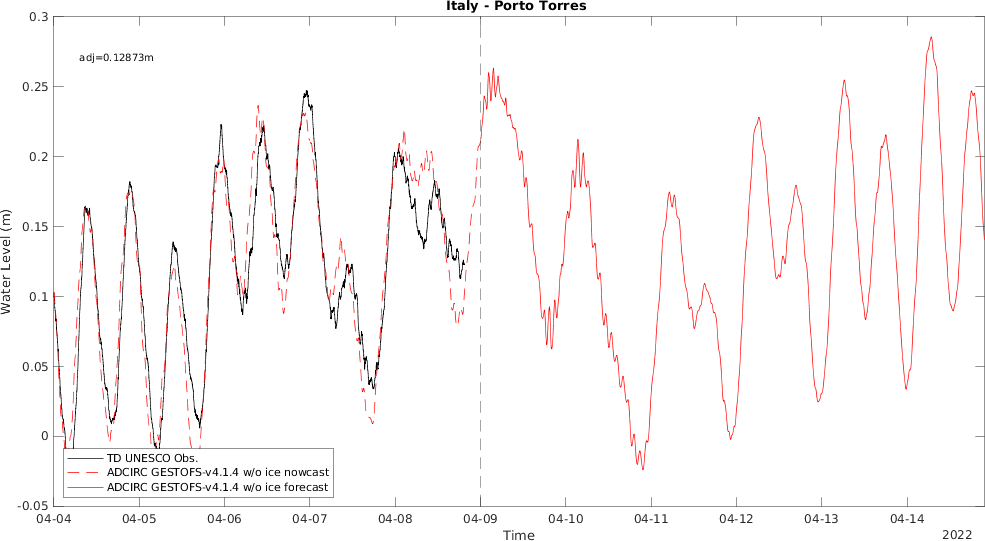 Italy - Porto Torres
adj=0.12873m
Water Level (m)
0.3
0.25
0.2
0.15
0.1
0.05
0
-0.05
TD UNESCO Obs.
ADCIRC GESTOFS-v4.1.4 w/o ice nowcast
ADCIRC GESTOFS-v4.1.4 w/o ice forecast
04-04 04-05 04-06 04-07 04-08 04-09 04-10 04-11 04-12 04-13 04-14
Time
2022